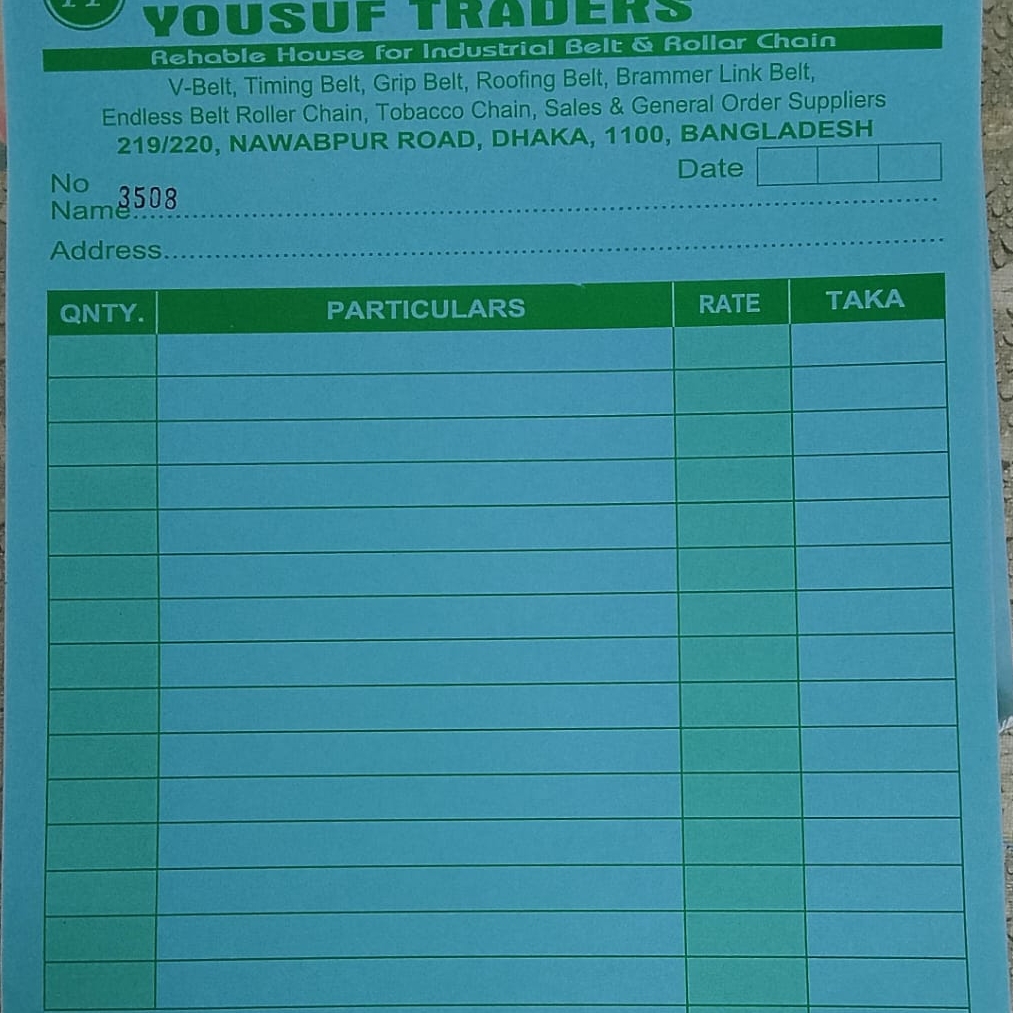 YOUSUF TRADERS
Rehable House for Industrial Belt & Rollar Chain
V-Belt, Timing Belt, Grip Belt, Roofing Belt, Brammer Link Belt,
Endless Belt Roller Chain, Tobacco Chain, Sales & General Order Suppliers
219/220, NAWABPUR ROAD, DHAKA, 1100, BANGLADESH
Date
No 3508
Name
Address
QNTY. PARTICULARS RATE TAKA